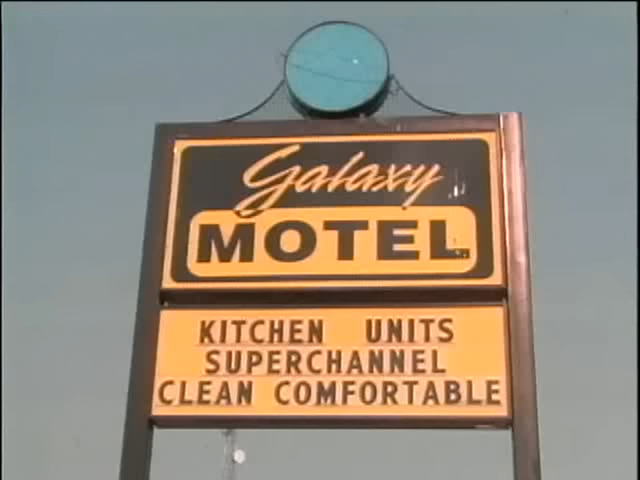 Galaxy
MOTEL
KITCHEN UNITS
SUPERCHANNEL
CLEAN COMFORTABLE